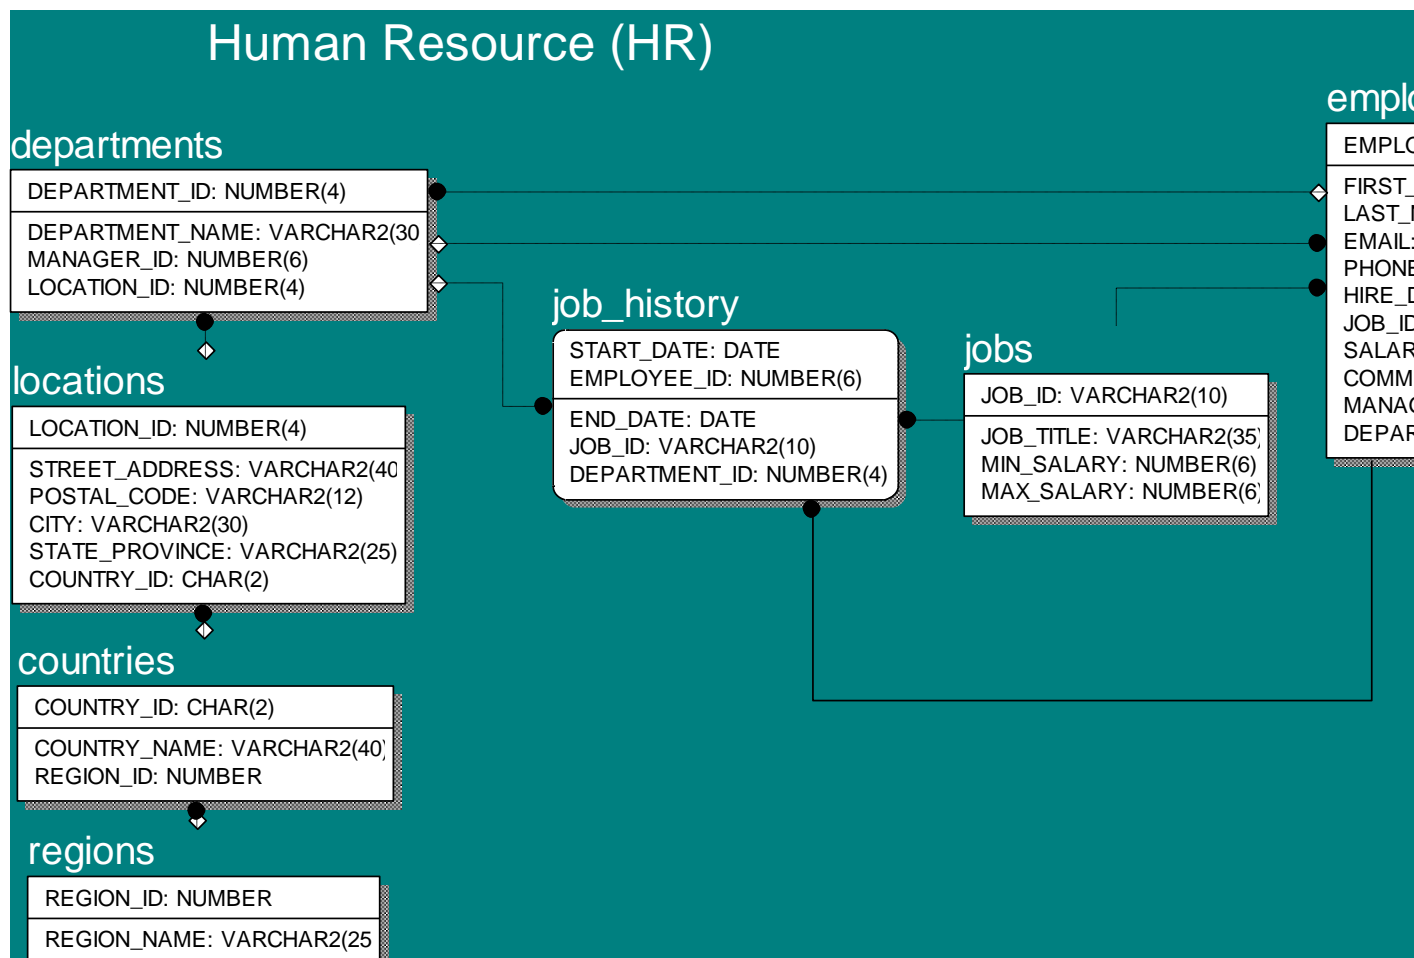 Human Resource (HR)
departments
DEPARTMENT_ID: NUMBER(4)
DEPARTMENT_NAME: VARCHAR2(30
MANAGER_ID: NUMBER(6)
LOCATION_ID: NUMBER(4)
locations
LOCATION_ID: NUMBER(4)
STREET_ADDRESS: VARCHAR2(40
POSTAL_CODE: VARCHAR2(12)
CITY: VARCHAR2(30)
STATE_PROVINCE: VARCHAR2(25)
COUNTRY_ID: CHAR(2)
countries
COUNTRY_ID: CHAR(2)
COUNTRY_NAME: VARCHAR2(40)
REGION_ID: NUMBER
regions
REGION_ID: NUMBER
REGION_NAME: VARCHAR2(25
job_history
START_DATE: DATE
EMPLOYEE_ID: NUMBER(6)
END_DATE: DATE
JOB_ID: VARCHAR2(10)
DEPARTMENT_ID: NUMBER(4)
jobs
JOB_ID: VARCHAR2(10)
JOB_TITLE: VARCHAR2(35)
MIN_SALARY: NUMBER(6)
MAX_SALARY: NUMBER(6)
emplo
EMPLO
FIRST_
LAST_N
EMAIL:
PHONE
HIRE_D
JOB_ID
SALAR
COMM
MANAG
DEPAR